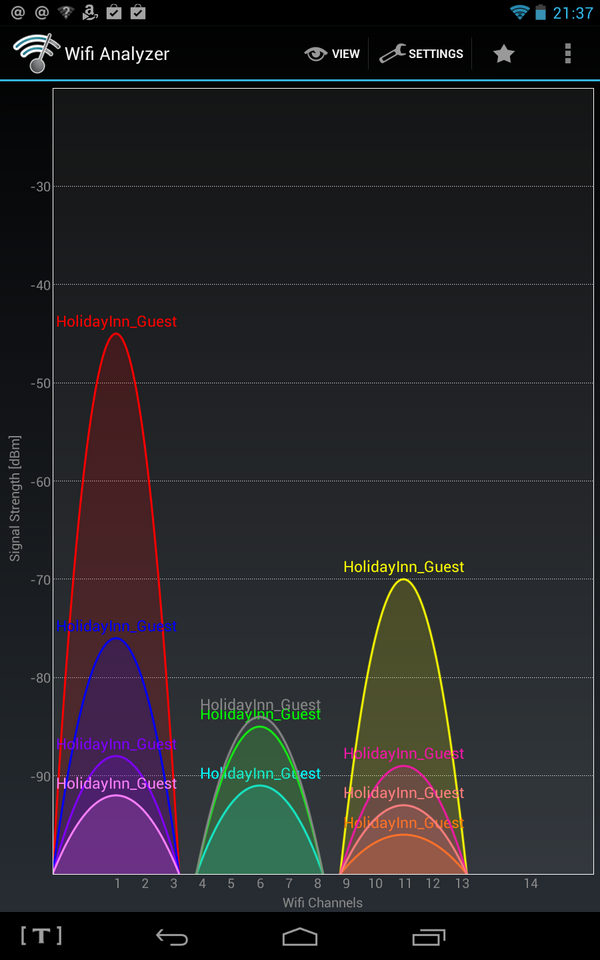 21:37
Wifi Analyzer
VIEW
SETTINGS
-30
-40
HolidayInn_Guest
-50
-60
HolidayInn_Guest
-70
HolidayInn_Guest
-80
HolidayInn_Guest
HolidayInn_Guest
HolidayInn_Guest
HolidayInn_Guest
HolidayInn_Guest
-90
HolidayInn_Guest
HolidayInn_Guest
HolidayInn_Guest
Signal Strength [dBm]
1 2 3 4 5 6 7 8 9 10 11 12 13 14
Wifi Channels
[T]